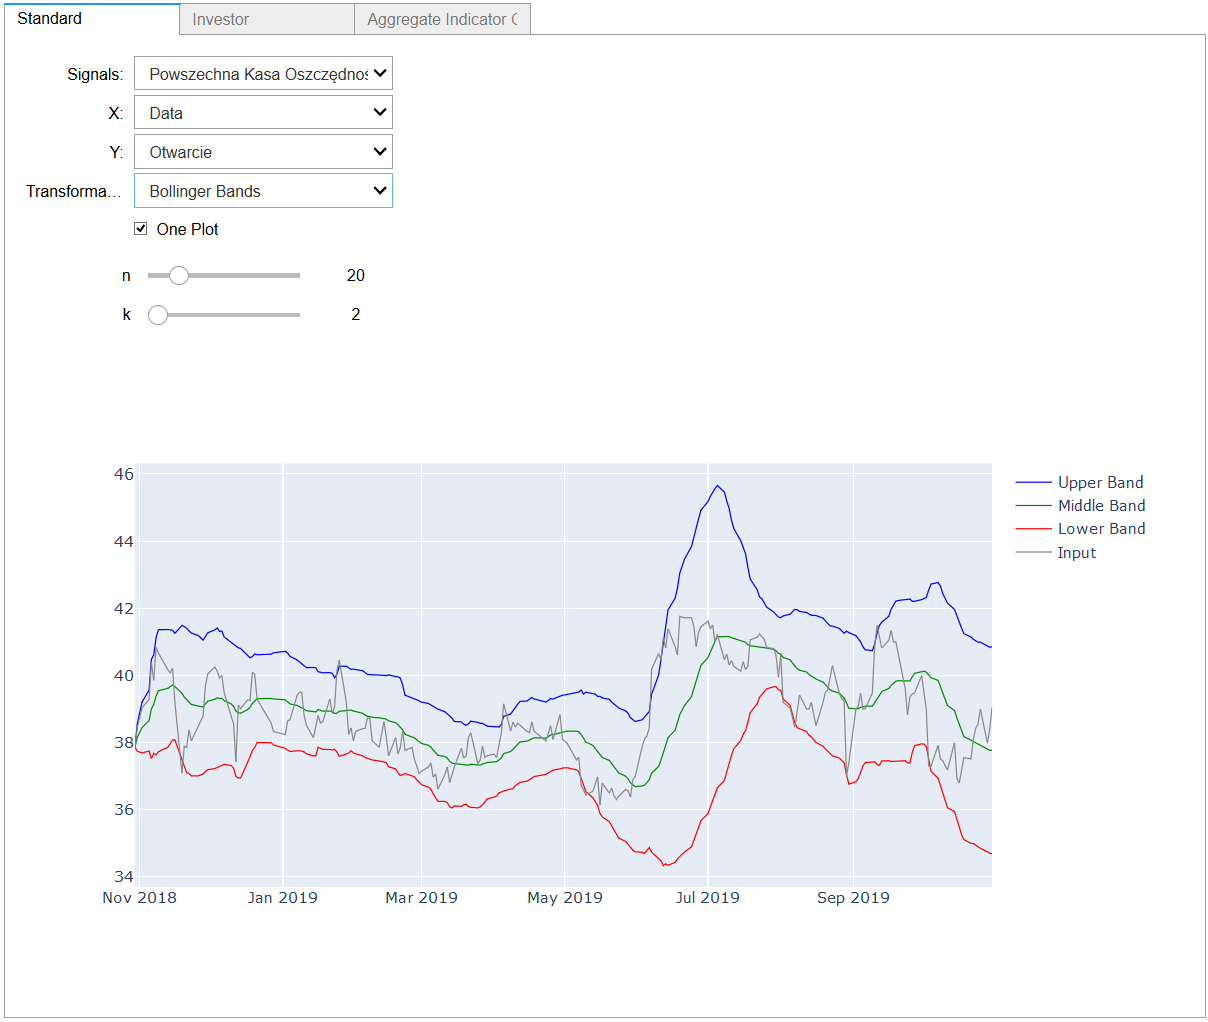 Standard
Investor
Aggregate Indicator
Signals: Powszechna Kasa
X: Data
Y: Otwarcie
Transforma... Bollinger Bands
One Plot
n 20
k 2
46
44
42
40
38
36
34
Nov 2018 Jan 2019 Mar 2019 May 2019 Jul 2019 Sep 2019
Upper Band
Middle Band
Lower Band
Input